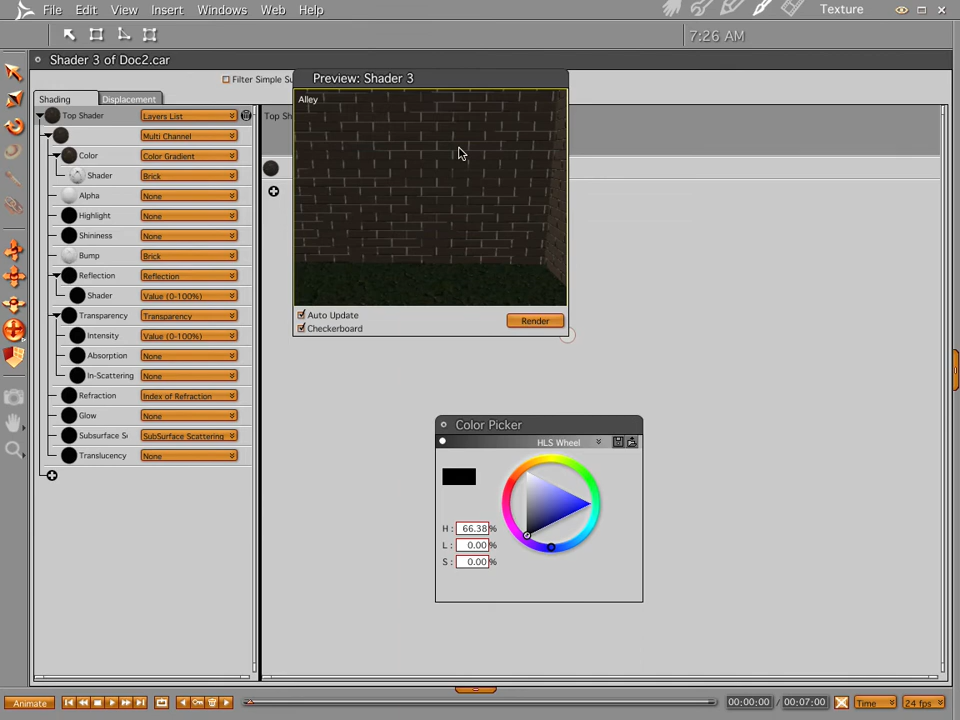 File Edit View Insert Windows Web Help Texture
7:26 AM
Shader 3 of Doc2.car
Filter Simple Su
Preview: Shader 3
Shading Displacement
Alley
Top Shader Layers List
Top Sh
Multi Channel
Color Color Gradient
Shader Brick
Alpha None
Highlight None
Shininess None
Bump Brick
Reflection Reflection
Shader Value (0-100%)
Transparency Transparency
Intensity Value (0-100%)
Absorption None
In-Scattering None
Refraction Index of Refraction
Glow None
Subsurface S SubSurface Scattering
Translucency None
Auto Update
Checkerboard
Render
Color Picker
HLS Wheel
H: 66.38%
L: 0.00%
S: 0.00%
Animate
00:00:00 / 00:07:00 Time 24 fps